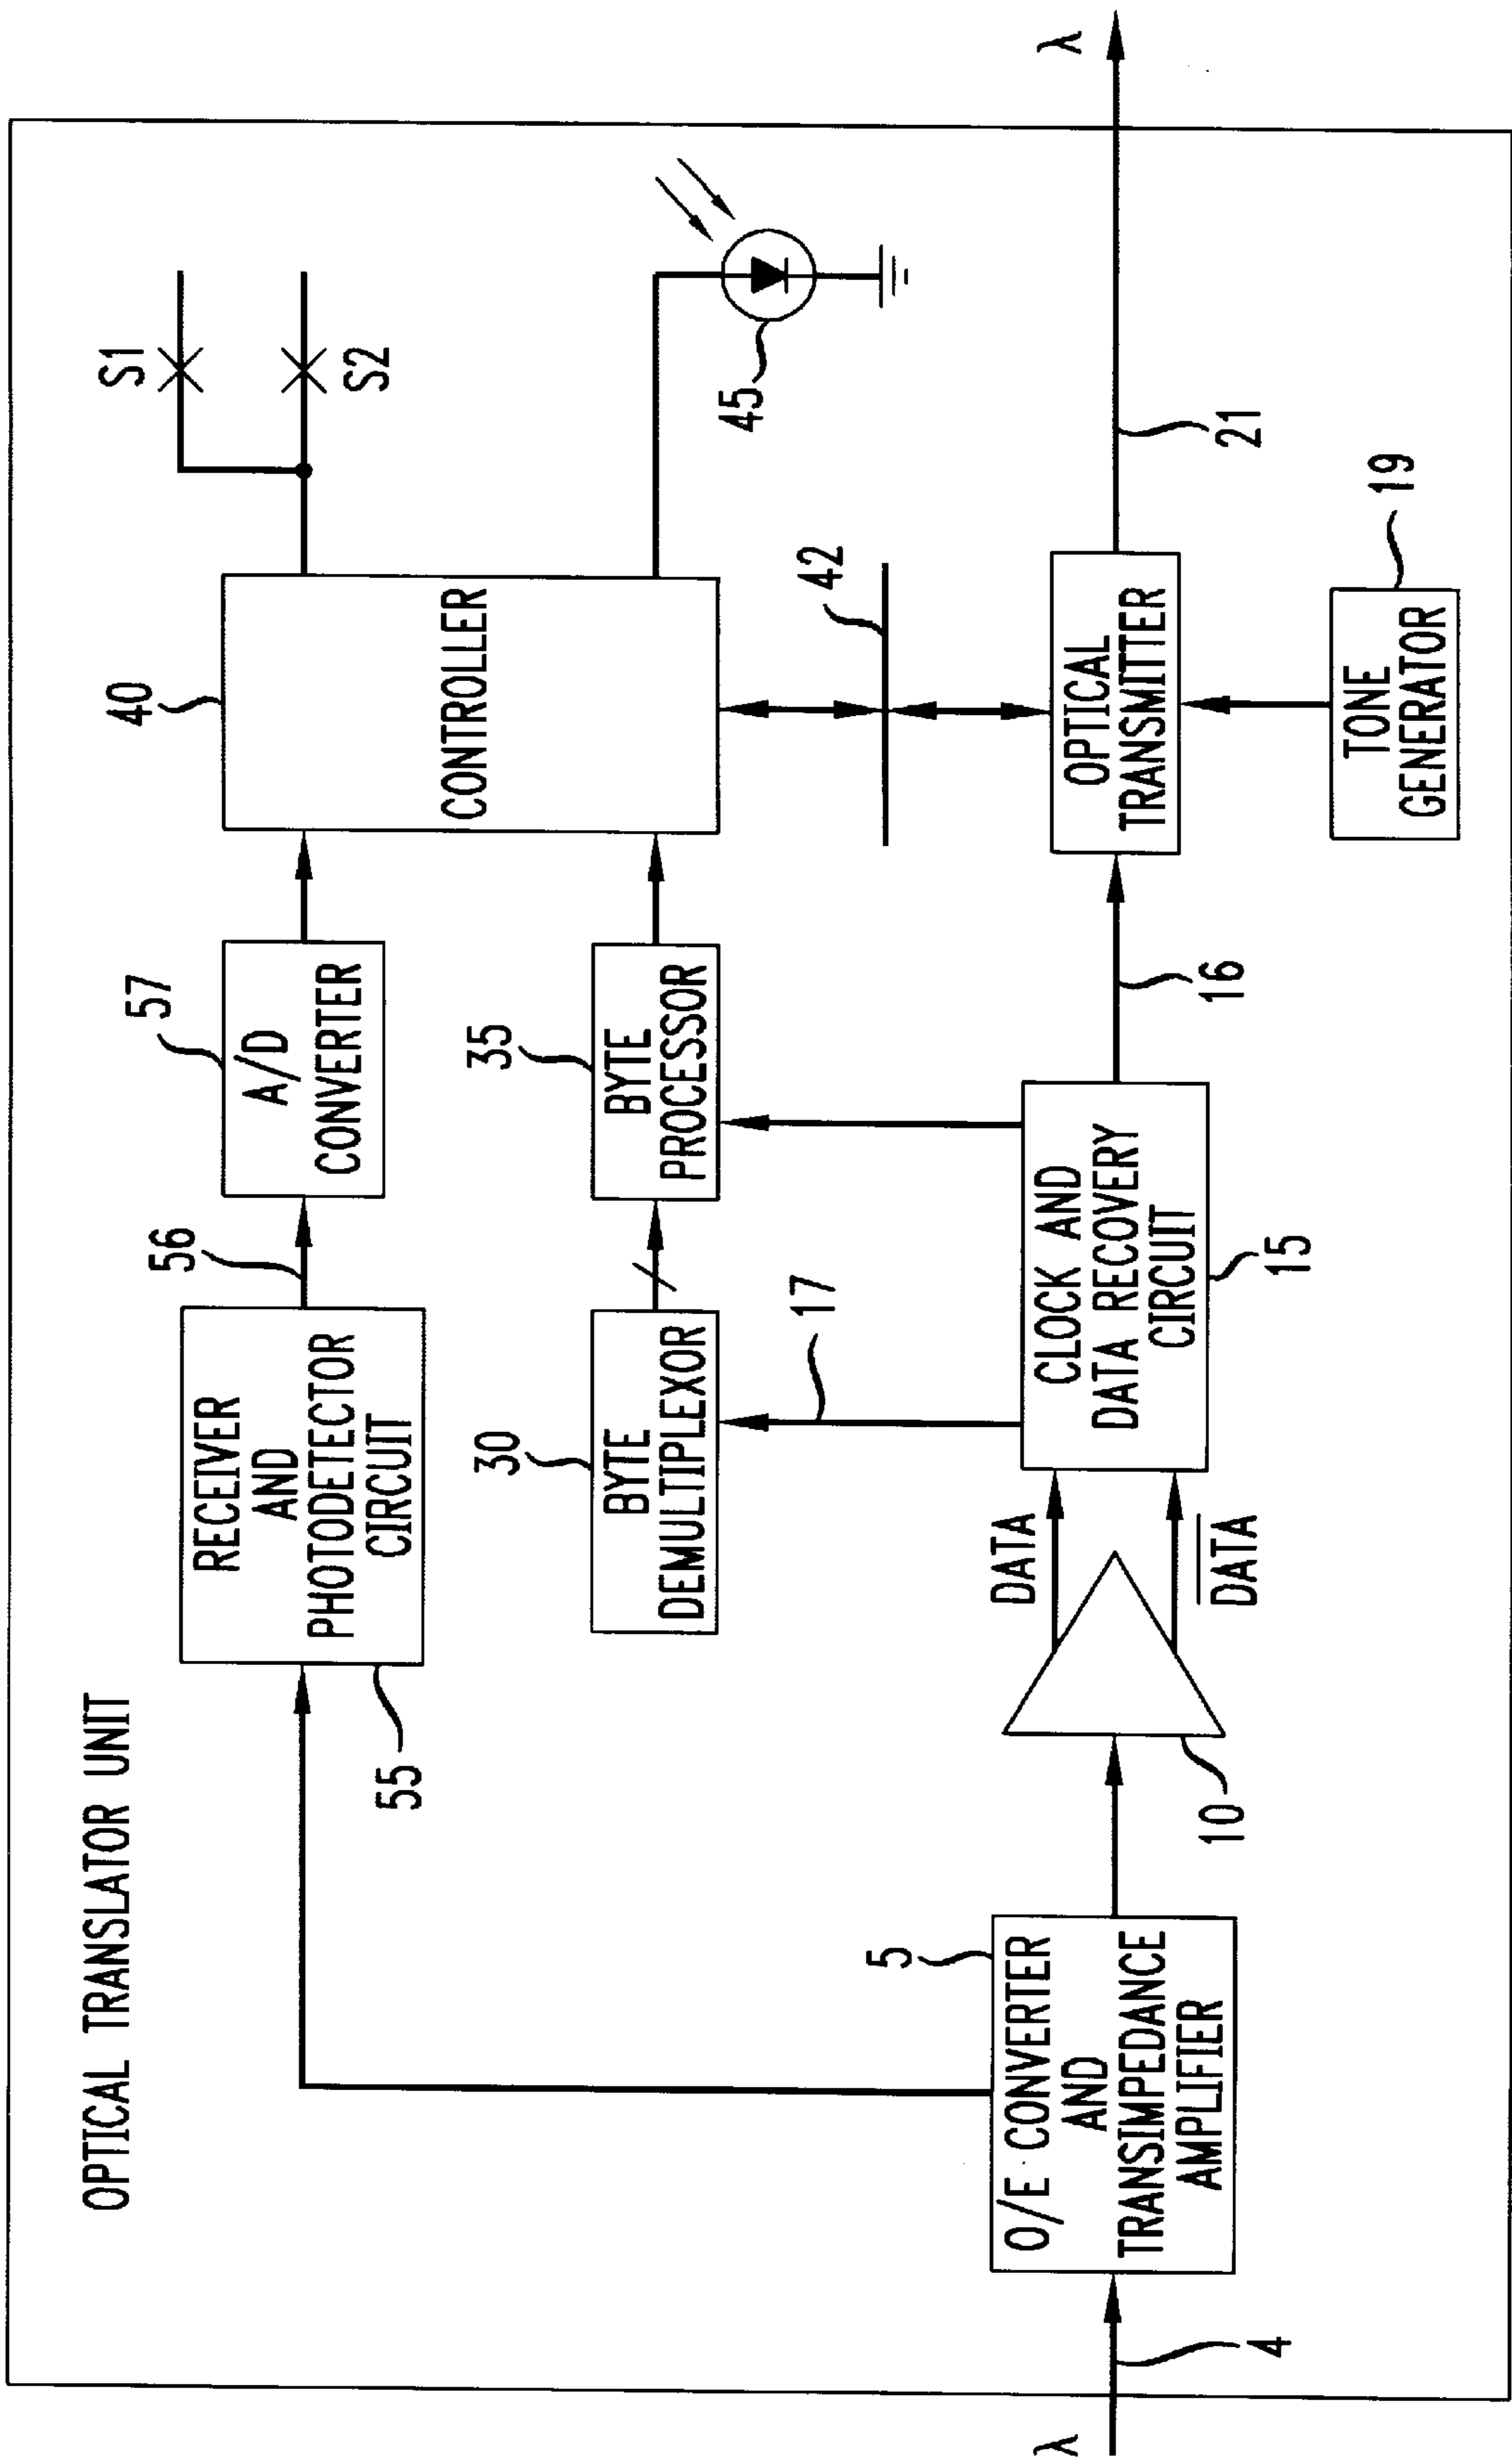 OPTICAL TRANSLATOR UNIT
S1
S2
40
57
56
55
RECEIVER
AND
PHOTODETECTOR
CIRCUIT
A/D
CONVERTER
CONTROLLER
45
30
BYTE
DEMULTIPLEXOR
35
BYTE
PROCESSOR
42
17
5
O/E CONVERTER
AND
TRANSIMPEDANCE
AMPLIFIER
10
DATA
DATA
CLOCK AND
DATA RECOVERY
CIRCUIT
15
16
OPTICAL
TRANSMITTER
21
TONE
GENERATOR
19
λ
4
λ